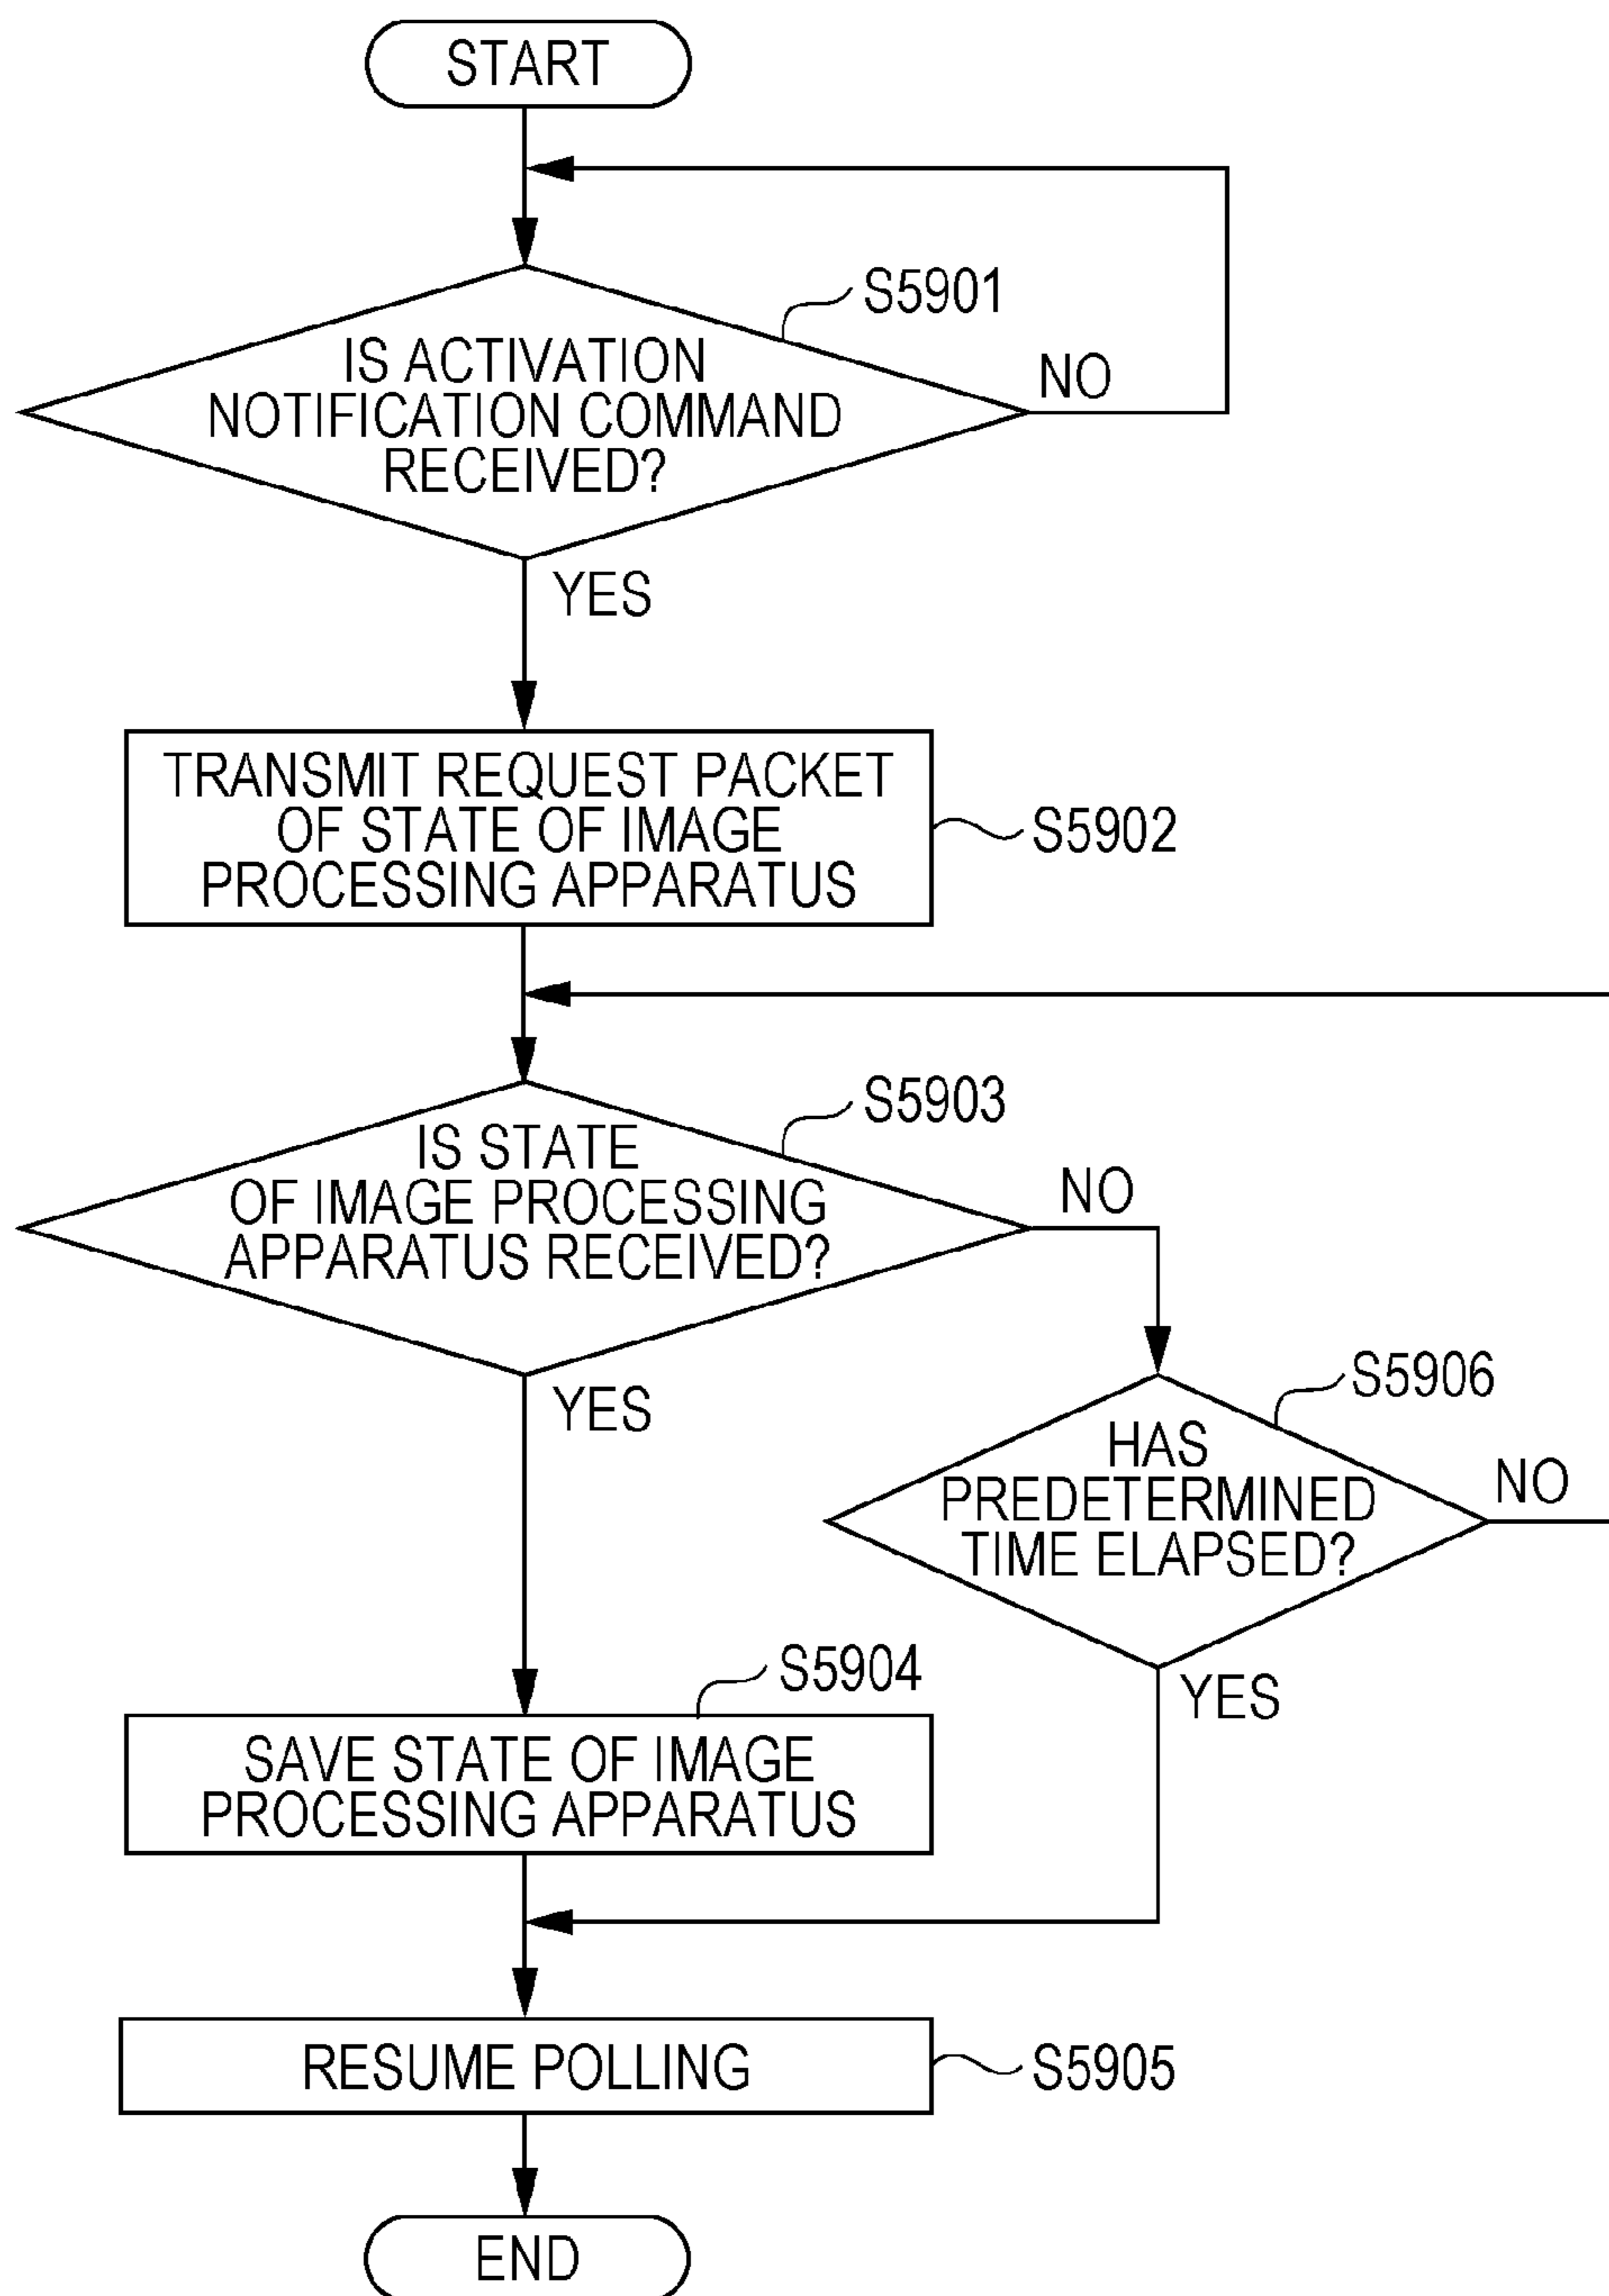 START
S5901
IS ACTIVATION
NOTIFICATION COMMAND
RECEIVED?
NO
YES
TRANSMIT REQUEST PACKET
OF STATE OF IMAGE
PROCESSING APPARATUS
S5902
S5903
IS STATE
OF IMAGE PROCESSING
APPARATUS RECEIVED?
NO
YES
S5906
HAS
PREDETERMINED
TIME ELAPSED?
NO
YES
S5904
SAVE STATE OF IMAGE
PROCESSING APPARATUS
RESUME POLLING
S5905
END